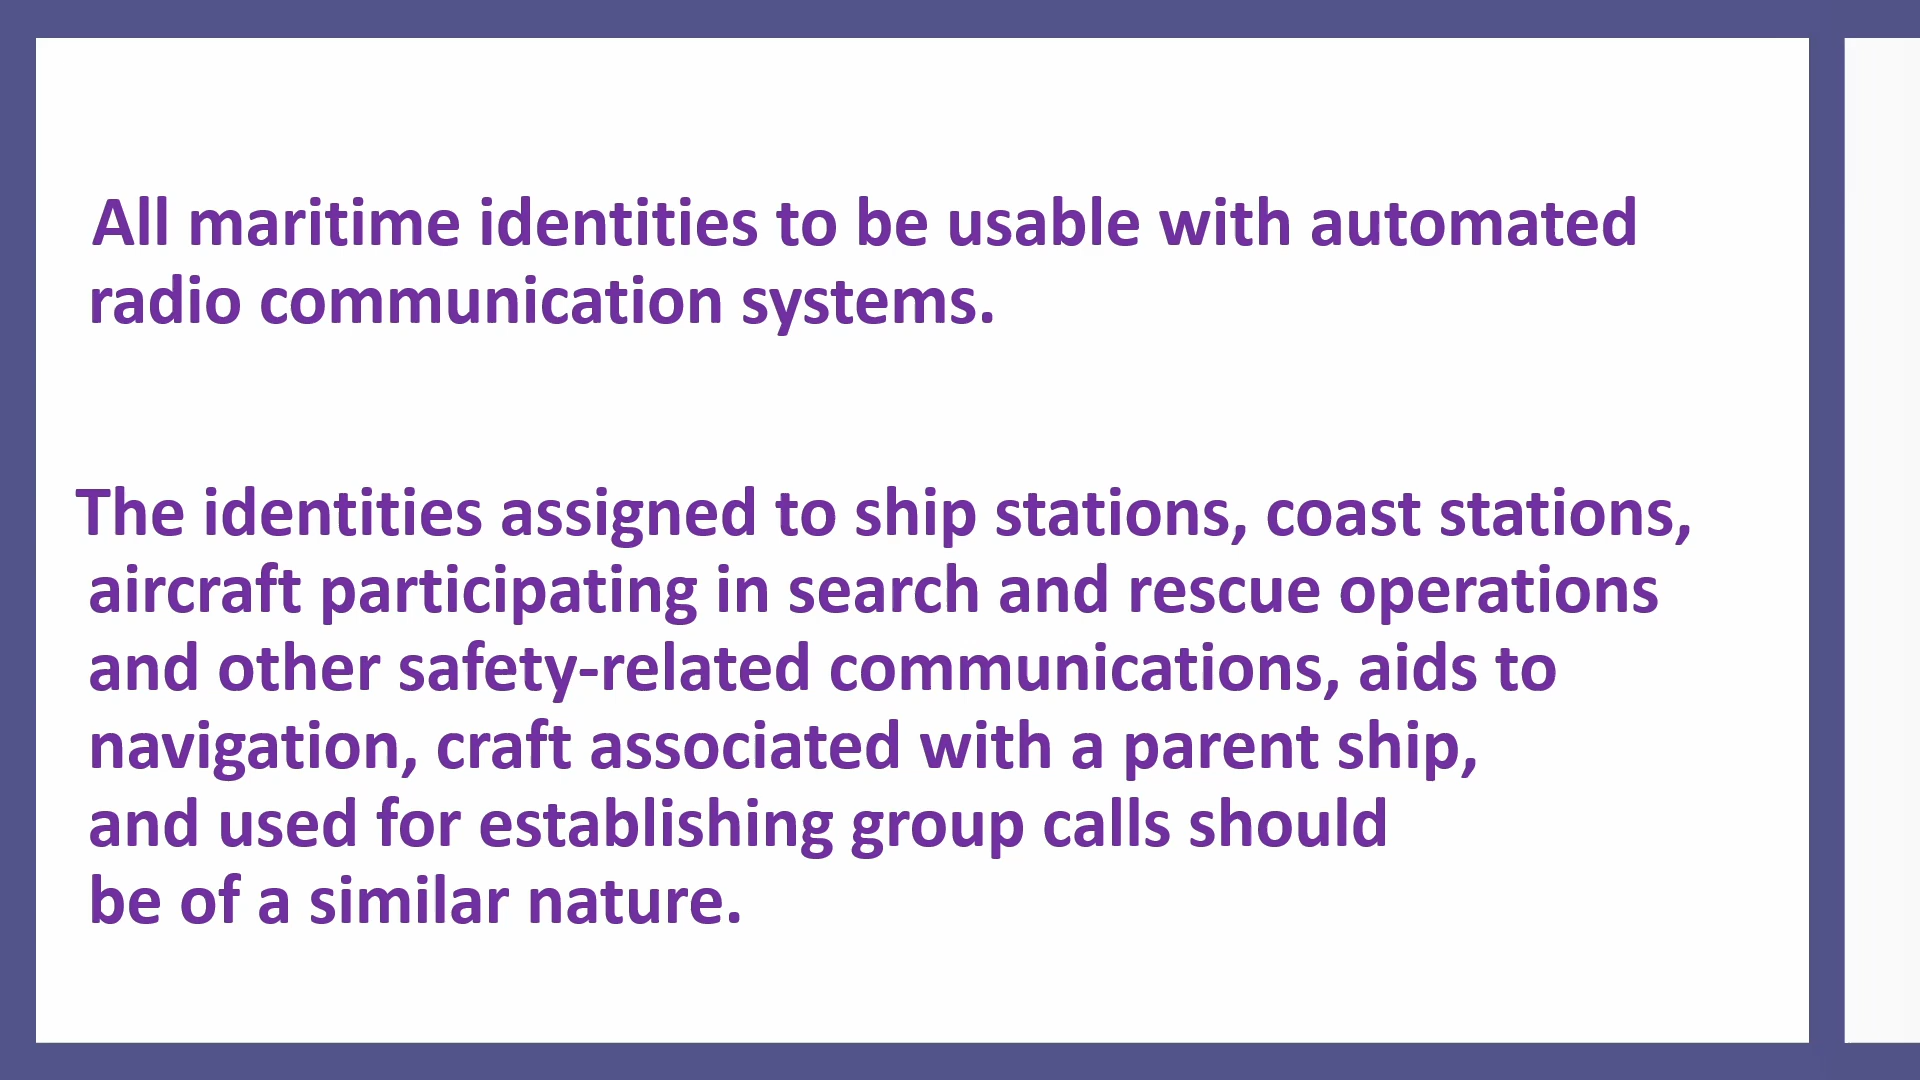 All maritime identities to be usable with automated
radio communication systems.
The identities assigned to ship stations, coast stations,
aircraft participating in search and rescue operations
and other safety-related communications, aids to
navigation, craft associated with a parent ship,
and used for establishing group calls should
be of a similar nature.